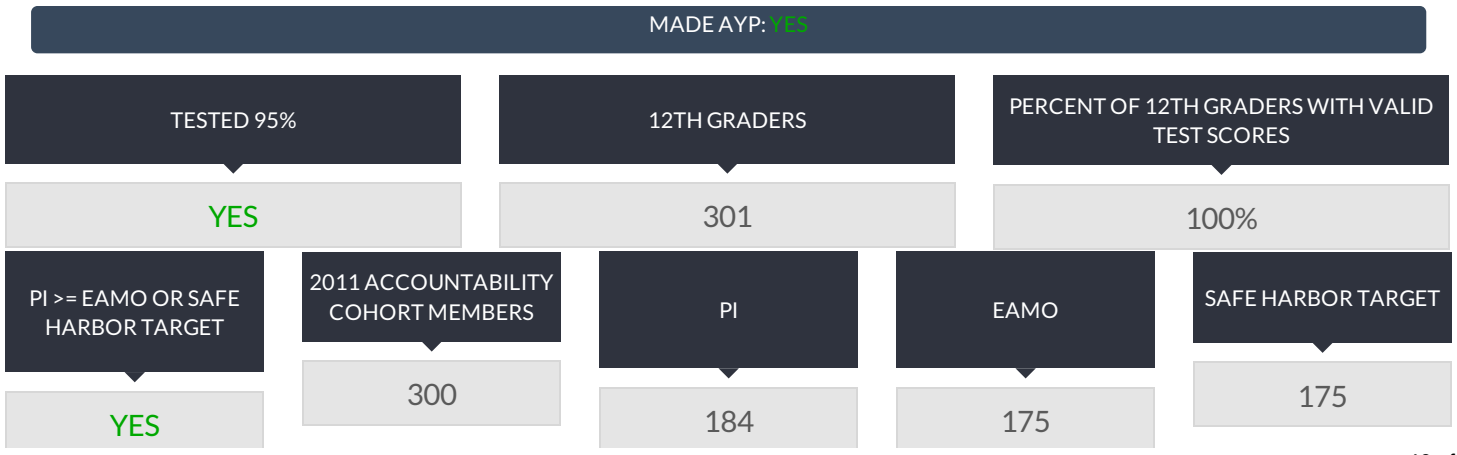 MADE AYP: YES
TESTED 95%
12TH GRADERS
PERCENT OF 12TH GRADERS WITH VALID
TEST SCORES
YES
301
100%
PI >= EAMO OR SAFE
HARBOR TARGET
2011 ACCOUNTABILITY
COHORT MEMBERS
PI
EAMO
SAFE HARBOR TARGET
YES
300
184
175
175